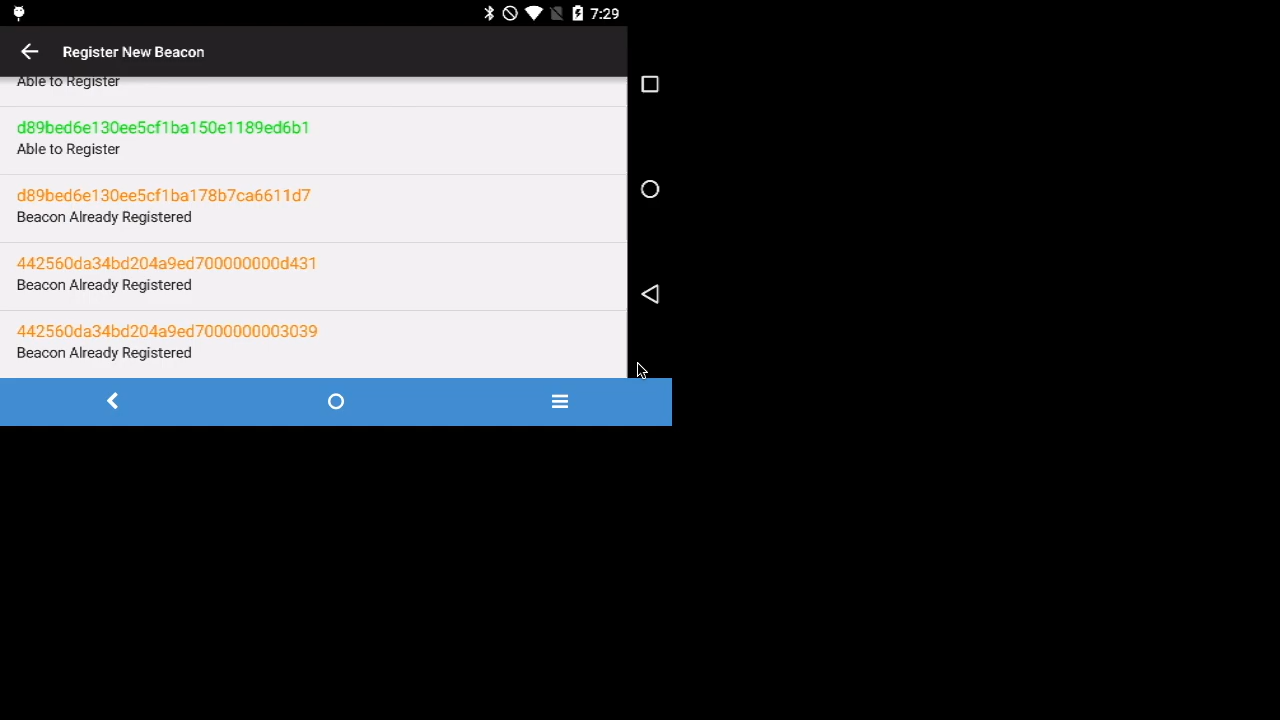 7:29
Register New Beacon
Able to Register
d89bed6e130ee5cf1ba150e1189ed6b1
Able to Register
d89bed6e130ee5cf1ba178b7ca6611d7
Beacon Already Registered
442560da34bd204a9ed700000000d431
Beacon Already Registered
442560da34bd204a9ed7000000003039
Beacon Already Registered